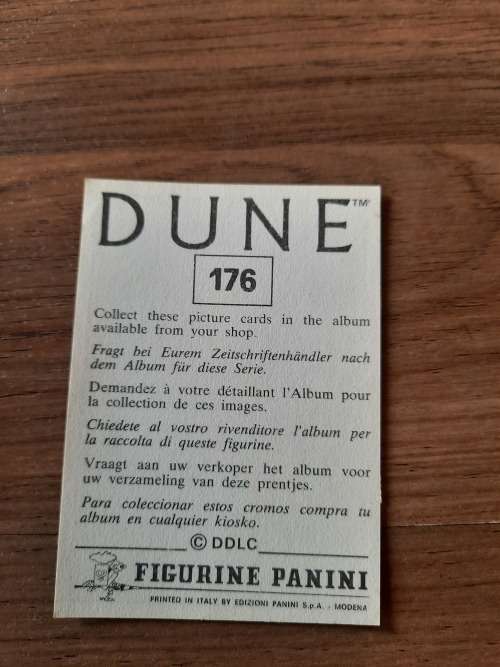 DUNE™
176
Collect these picture cards in the album
available from your shop.
Fragt bei Eurem Zeitschriftenhändler nach
dem Album für diese Serie.
Demandez à votre détaillant l'Album pour
la collection de ces images.
Chiedete al vostro rivenditore l'album per
la raccolta di queste figurine.
Vraagt aan uw verkoper het album voor
uw verzameling van deze prentjes.
Para coleccionar estos cromos compra tu
album en cualquier kiosko.
© DDLC
FIGURINE PANINI
PRINTED IN ITALY BY EDIZIONI PANINI S.p.A. - MODENA